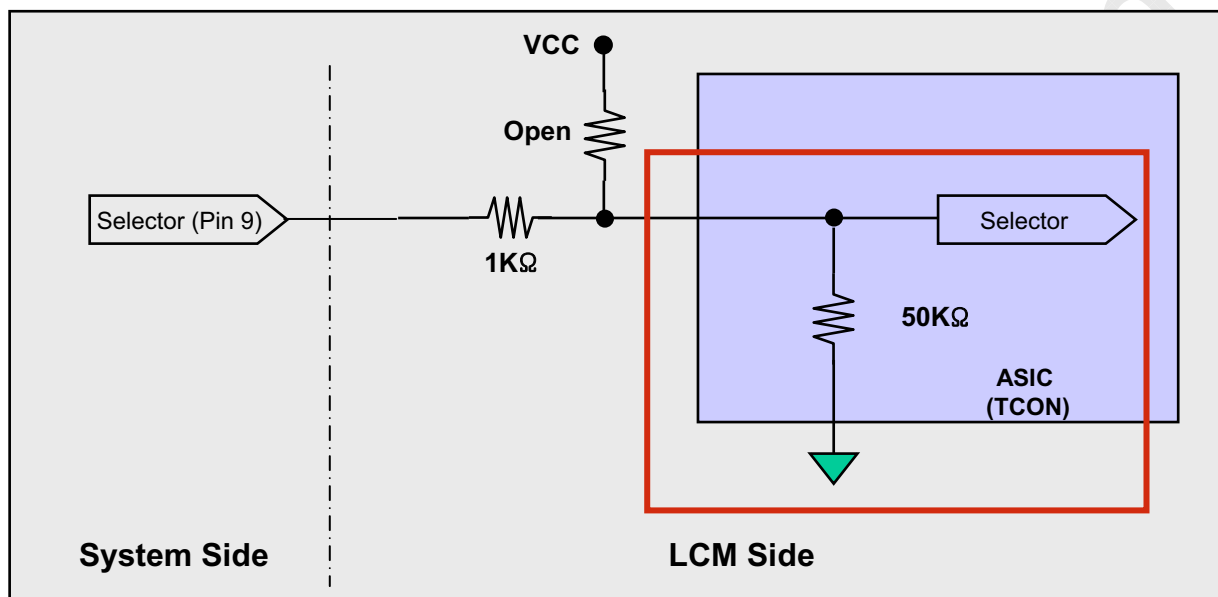 VCC
Open
Selector (Pin 9)
1KΩ
Selector
50KΩ
ASIC
(TCON)
System Side
LCM Side